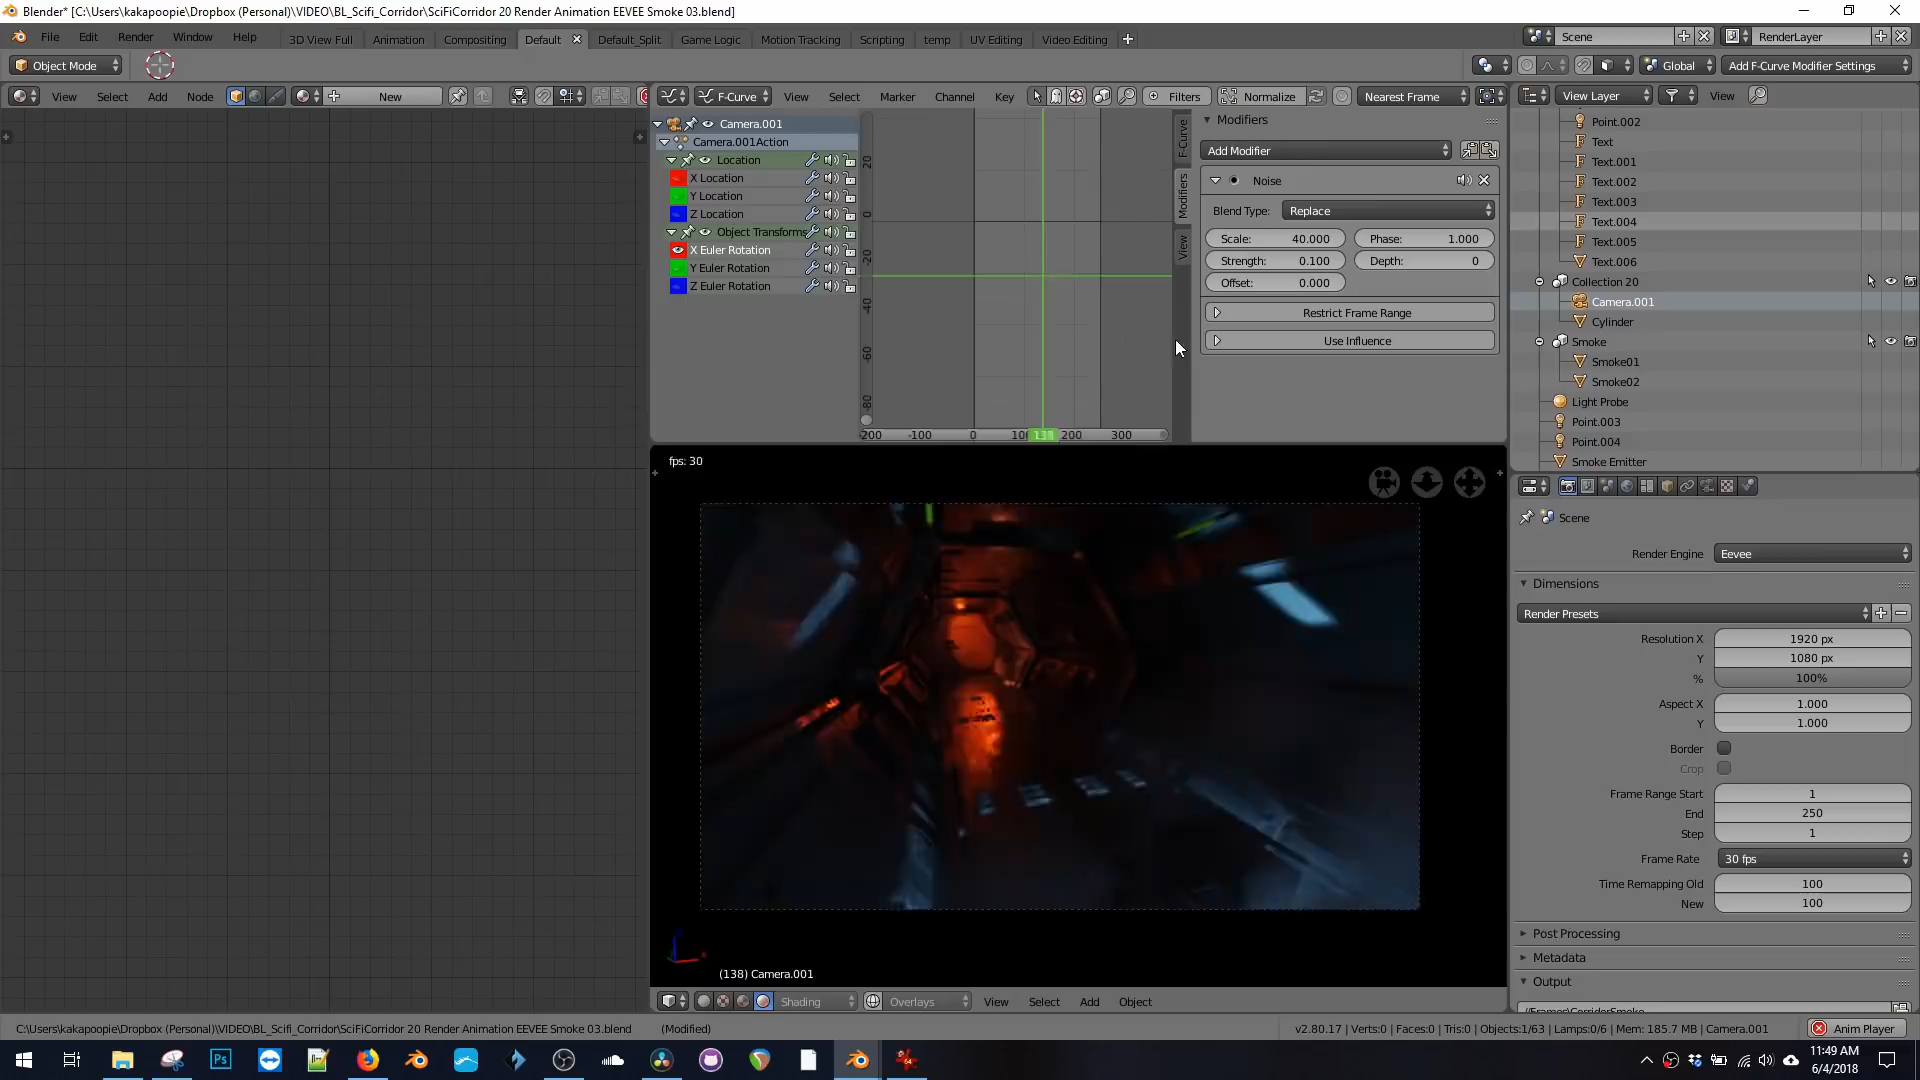 Blender* [C:\Users\kakapoopie\Dropbox (Personal)\VIDEO\BL_Scifi_Corridor\SciFiCorridor 20 Render Animation EEVEE Smoke 03.blend]
File Edit Render Window Help 3D View Full Animation Compositing Default Default_Split Game Logic Motion Tracking Scripting temp UV Editing Video Editing Scene RenderLayer
Object Mode Global Add F-Curve Modifier Settings
View Select Add Node New F-Curve View Select Marker Channel Key Filters Normalize Nearest Frame View Layer View
Camera.001
Camera.001Action
Location
X Location
Y Location
Z Location
Object Transforms
X Euler Rotation
Y Euler Rotation
Z Euler Rotation
20
0
-20
-40
-60
-80
-200 -100 0 138 200 300
F-Curve
Modifiers
View
Modifiers
Add Modifier
Noise
Blend Type: Replace
Scale: 40.000 Phase: 1.000
Strength: 0.100 Depth: 0
Offset: 0.000
Restrict Frame Range
Use Influence
Point.002
Text
Text.001
Text.002
Text.003
Text.004
Text.005
Text.006
Collection 20
Camera.001
Cylinder
Smoke
Smoke01
Smoke02
Light Probe
Point.003
Point.004
Smoke Emitter
fps: 30
(138) Camera.001
Shading Overlays View Select Add Object
Scene
Render Engine Eevee
Dimensions
Render Presets
Resolution X 1920 px
Y 1080 px
% 100%
Aspect X 1.000
Y 1.000
Border
Crop
Frame Range Start 1
End 250
Step 1
Frame Rate 30 fps
Time Remapping Old 100
New 100
Post Processing
Metadata
Output
C:\Users\kakapoopie\Dropbox (Personal)\VIDEO\BL_Scifi_Corridor\SciFiCorridor 20 Render Animation EEVEE Smoke 03.blend (Modified) v2.80.17 | Verts:0 | Faces:0 | Tris:0 | Objects:1/63 | Lamps:0/6 | Mem: 185.7 MB | Camera.001 Anim Player
Ps
11:49 AM
6/4/2018